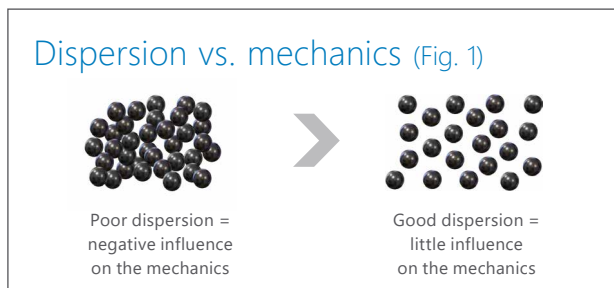 Dispersion vs. mechanics (Fig. 1)
Poor dispersion =
negative influence
on the mechanics
Good dispersion =
little influence
on the mechanics